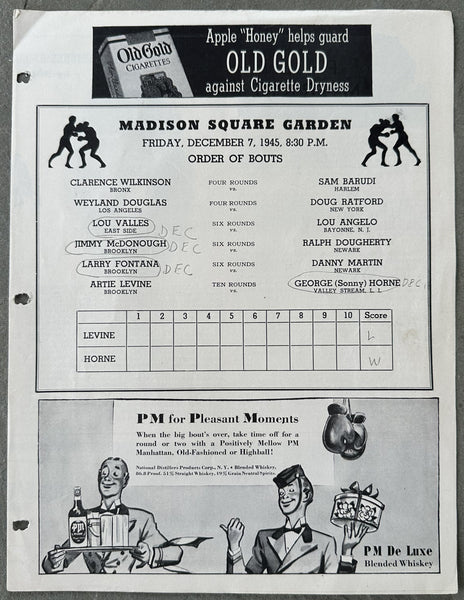 Old Gold
CIGARETTES
Apple "Honey" helps guard
OLD GOLD
against Cigarette Dryness
MADISON SQUARE GARDEN
FRIDAY, DECEMBER 7, 1945, 8:30 P.M.
ORDER OF BOUTS
CLARENCE WILKINSON FOUR ROUNDS SAM BARUDI
BRONX vs. HARLEM
WEYLAND DOUGLAS FOUR ROUNDS DOUG RATFORD
LOS ANGELES vs. NEW YORK
LOU VALLES DEC SIX ROUNDS LOU ANGELO
EAST SIDE vs. BAYONNE, N. J.
JIMMY McDONOUGH DEC SIX ROUNDS RALPH DOUGHERTY
BROOKLYN vs. NEWARK
LARRY FONTANA DEC SIX ROUNDS DANNY MARTIN
BROOKLYN vs. NEWARK
ARTIE LEVINE TEN ROUNDS GEORGE (Sonny) HORNE DEC
BROOKLYN vs. VALLEY STREAM, L. I.
1 2 3 4 5 6 7 8 9 10 Score
LEVINE L
HORNE W
PM for Pleasant Moments
When the big bout's over, take time off for a
round or two with a Positively Mellow PM
Manhattan, Old-Fashioned or Highball!
National Distillers Products Corp., N. Y. • Blended Whiskey.
86.8 Proof. 51% Straight Whiskey. 49% Grain Neutral Spirits.
PM
PM De Luxe
Blended Whiskey